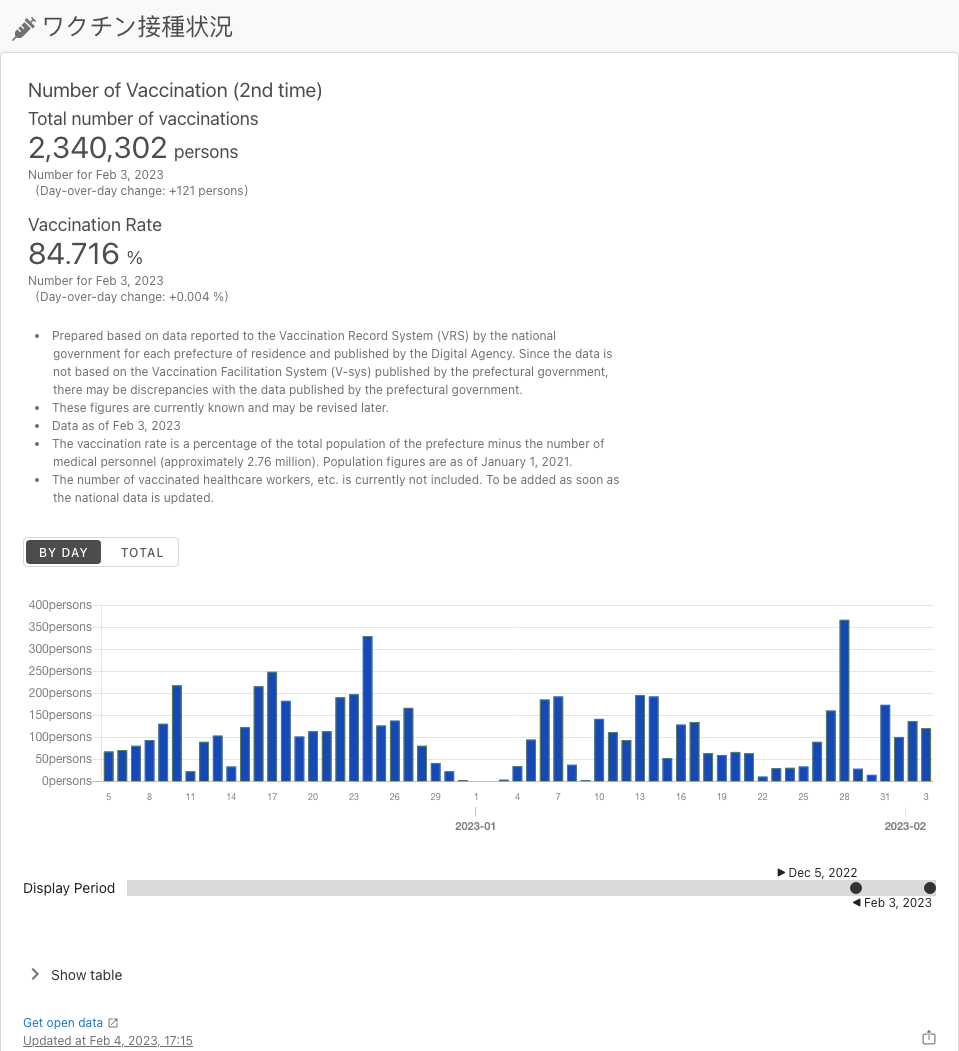 ワクチン接種状況
Number of Vaccination (2nd time)
Total number of vaccinations
2,340,302 persons
Number for Feb 3, 2023
(Day-over-day change: +121 persons)
Vaccination Rate
84.716 %
Number for Feb 3, 2023
(Day-over-day change: +0.004 %)
• Prepared based on data reported to the Vaccination Record System (VRS) by the national
government for each prefecture of residence and published by the Digital Agency. Since the data is
not based on the Vaccination Facilitation System (V-sys) published by the prefectural government,
there may be discrepancies with the data published by the prefectural government.
• These figures are currently known and may be revised later.
• Data as of Feb 3, 2023
• The vaccination rate is a percentage of the total population of the prefecture minus the number of
medical personnel (approximately 2.76 million). Population figures are as of January 1, 2021.
• The number of vaccinated healthcare workers, etc. is currently not included. To be added as soon as
the national data is updated.
BY DAY TOTAL
400persons
350persons
300persons
250persons
200persons
150persons
100persons
50persons
0persons
5 8 11 14 17 20 23 26 29 1 4 7 10 13 16 19 22 25 28 31 3
2023-01 2023-02
Dec 5, 2022
Display Period
Feb 3, 2023
Show table
Get open data
Updated at Feb 4, 2023, 17:15